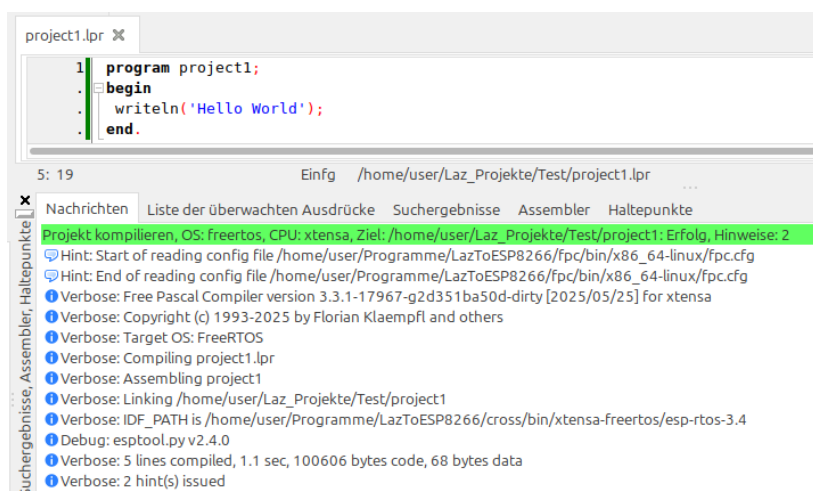 project1.lpr
1 program project1;
. begin
. writeln('Hello World');
. end.
5: 19 Einfg /home/user/Laz_Projekte/Test/project1.lpr
Nachrichten Liste der überwachten Ausdrücke Suchergebnisse Assembler Haltepunkte
Projekt kompilieren, OS: freertos, CPU: xtensa, Ziel: /home/user/Laz_Projekte/Test/project1: Erfolg, Hinweise: 2
Hint: Start of reading config file /home/user/Programme/LazToESP8266/fpc/bin/x86_64-linux/fpc.cfg
Hint: End of reading config file /home/user/Programme/LazToESP8266/fpc/bin/x86_64-linux/fpc.cfg
Verbose: Free Pascal Compiler version 3.3.1-17967-g2d351ba50d-dirty [2025/05/25] for xtensa
Verbose: Copyright (c) 1993-2025 by Florian Klaempfl and others
Verbose: Target OS: FreeRTOS
Verbose: Compiling project1.lpr
Verbose: Assembling project1
Verbose: Linking /home/user/Laz_Projekte/Test/project1
Verbose: IDF_PATH is /home/user/Programme/LazToESP8266/cross/bin/xtensa-freertos/esp-rtos-3.4
Debug: esptool.py v2.4.0
Verbose: 5 lines compiled, 1.1 sec, 100606 bytes code, 68 bytes data
Verbose: 2 hint(s) issued
uchergebnisse, Assembler, Haltepunkte